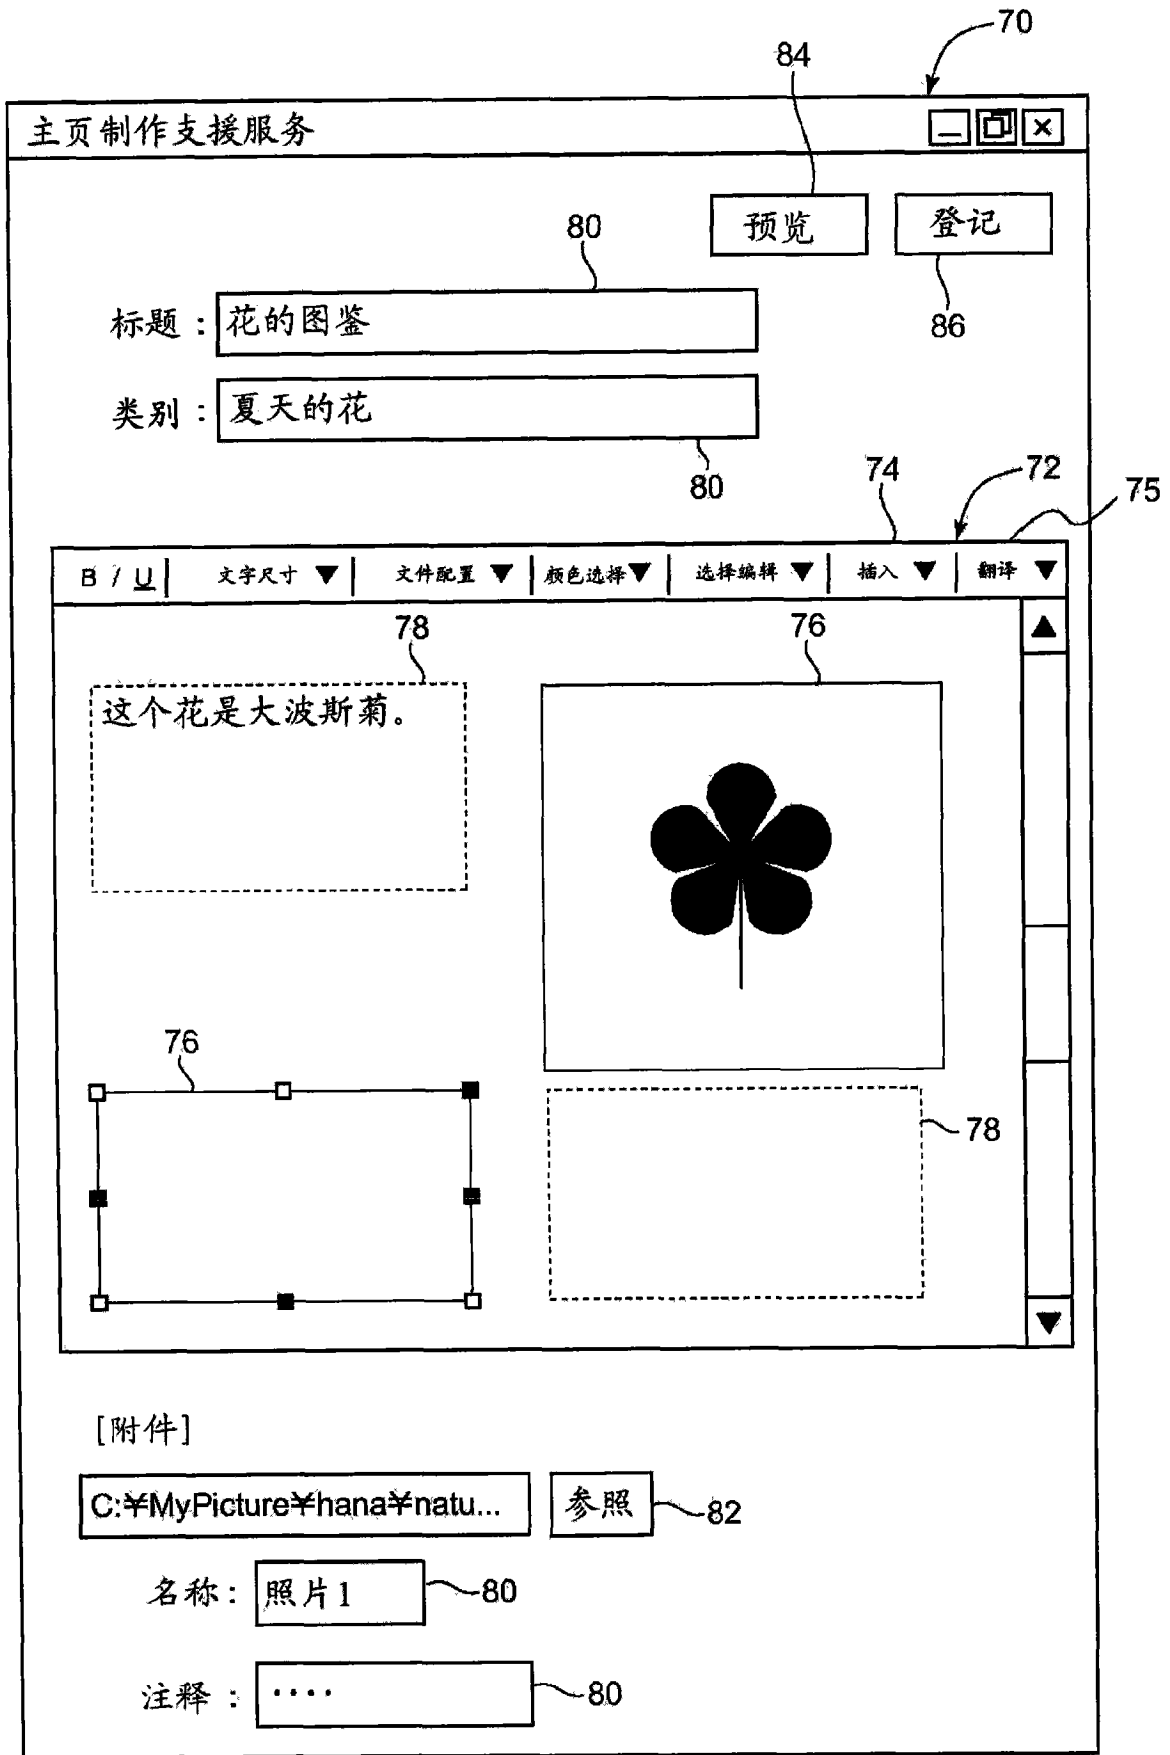 70
84
主页制作支援服务
预览 登记
80
86
标题：花的图鉴
类别：夏天的花
80
74 72 75
B I U 文字尺寸▼ 文件配置▼ 颜色选择▼ 选择编辑▼ 插入▼ 翻译▼
78 76
这个花是大波斯菊。
76
78
[附件]
C:¥MyPicture¥hana¥natu... 参照 82
名称：照片1 80
注释：···· 80